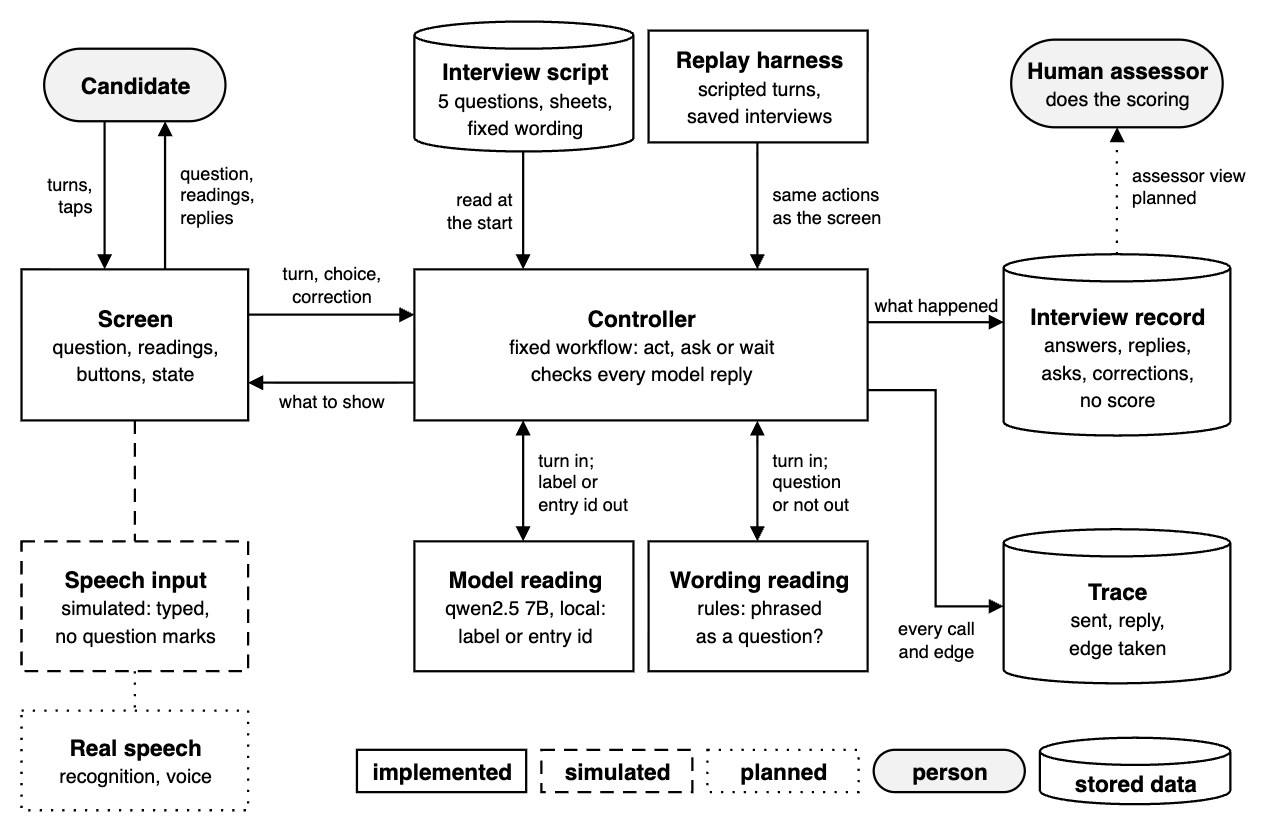 Candidate
Interview script
5 questions, sheets,
fixed wording
Replay harness
scripted turns,
saved interviews
Human assessor
does the scoring
turns,
taps
question,
readings,
replies
read at
the start
same actions
as the screen
assessor view
planned
Screen
question, readings,
buttons, state
turn, choice,
correction
what to show
Controller
fixed workflow: act, ask or wait
checks every model reply
what happened
Interview record
answers, replies,
asks, corrections,
no score
turn in;
label or
entry id out
turn in;
question
or not out
Speech input
simulated: typed,
no question marks
Model reading
qwen2.5 7B, local:
label or entry id
Wording reading
rules: phrased
as a question?
every call
and edge
Trace
sent, reply,
edge taken
Real speech
recognition, voice
implemented
simulated
planned
person
stored data